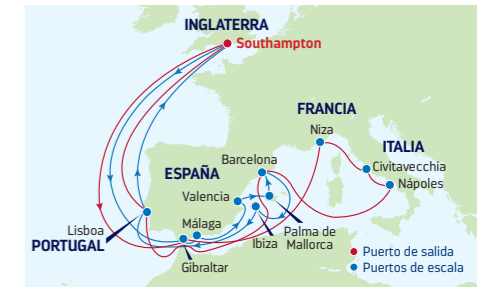 INGLATERRA
Southampton
FRANCIA
Niza
ITALIA
Civitavecchia
Nápoles
Barcelona
ESPAÑA
Valencia
Palma de
Mallorca
Lisboa
PORTUGAL
Málaga
Ibiza
Gibraltar
Puerto de salida
Puertos de escala